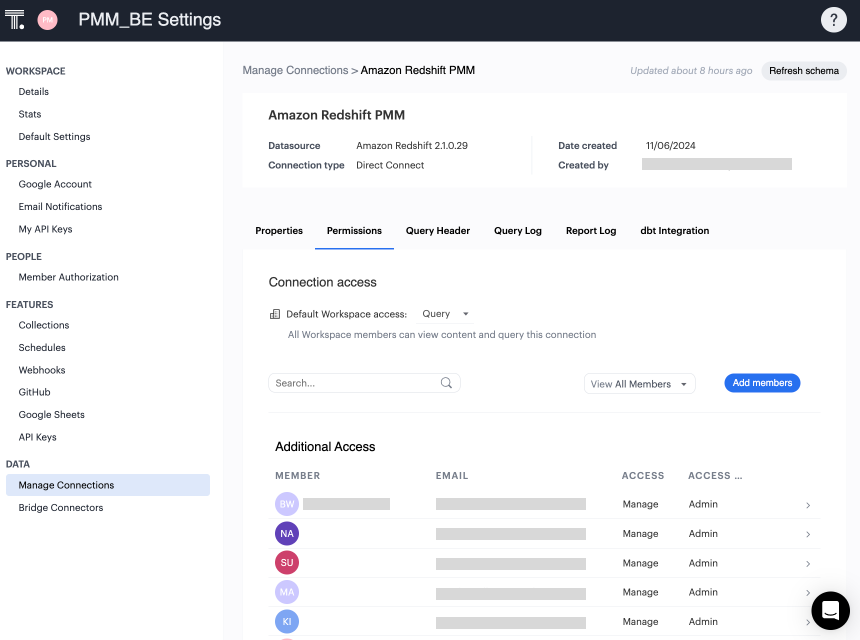 T. PM PMM_BE Settings ?
WORKSPACE
Details
Stats
Default Settings
PERSONAL
Google Account
Email Notifications
My API Keys
PEOPLE
Member Authorization
FEATURES
Collections
Schedules
Webhooks
GitHub
Google Sheets
API Keys
DATA
Manage Connections
Bridge Connectors
Manage Connections > Amazon Redshift PMM
Updated about 8 hours ago Refresh schema
Amazon Redshift PMM
Datasource Amazon Redshift 2.1.0.29
Connection type Direct Connect
Date created 11/06/2024
Created by
Properties Permissions Query Header Query Log Report Log dbt Integration
Connection access
Default Workspace access: Query
All Workspace members can view content and query this connection
Search... View All Members Add members
Additional Access
MEMBER EMAIL ACCESS ACCESS ...
BW Manage Admin
NA Manage Admin
SU Manage Admin
MA Manage Admin
KI Manage Admin